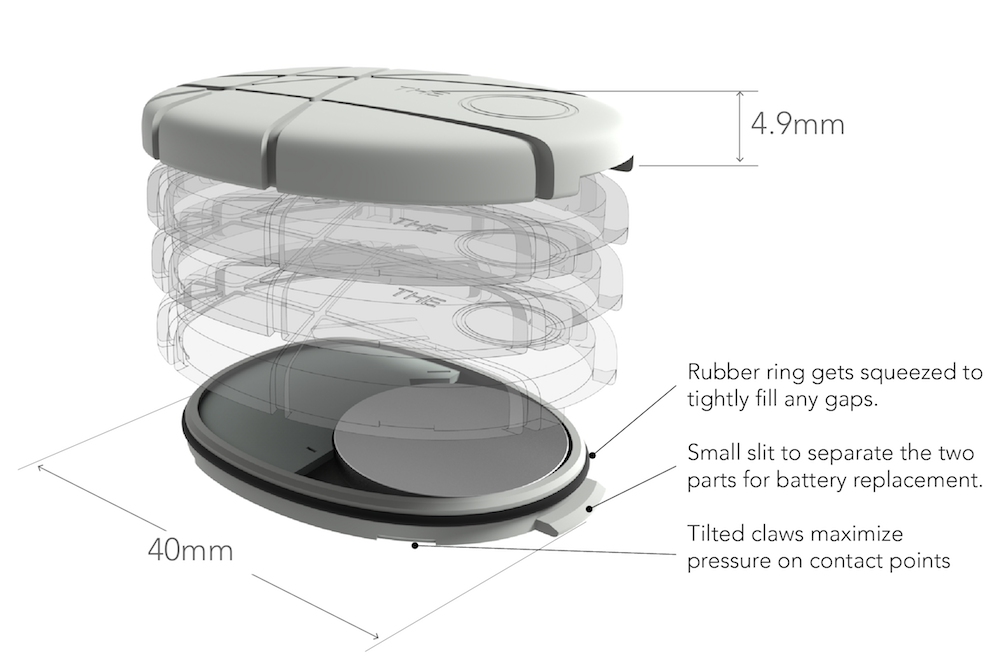 THE
4.9mm
THE
THE
Rubber ring gets squeezed to
tightly fill any gaps.
Small slit to separate the two
parts for battery replacement.
Tilted claws maximize
pressure on contact points
40mm